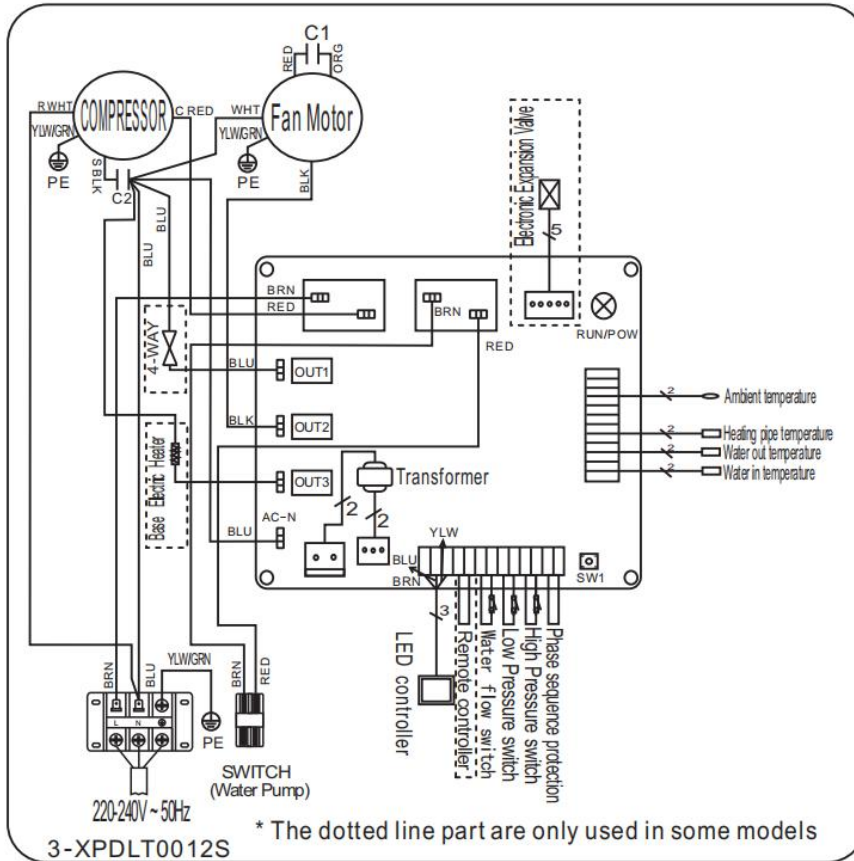 C1
RED
ORG
COMPRESSOR
Fan Motor
R WHT
YLW/GRN
C RED
WHT
YLW/GRN
PE
PE
S BLK
C2
BLK
BLU
BLU
Electronic Expansion Valve
5
BRN
RED
BRN
RED
RUN/POW
4-WAY
BLU
OUT1
BLK
OUT2
Base Electric Heater
OUT3
Transformer
2
2
AC-N
BLU
2
Ambient temperature
2
Heating pipe temperature
2
Water out temperature
2
Water in temperature
YLW
BLU
BRN
SW1
3
LED controller
Remote controller
Water flow switch
Low Pressure switch
High Pressure switch
Phase sequence protection
BRN
BLU
YLW/GRN
BRN
RED
L
N
PE
SWITCH
(Water Pump)
220-240V ~ 50Hz
* The dotted line part are only used in some models
3-XPDLT0012S